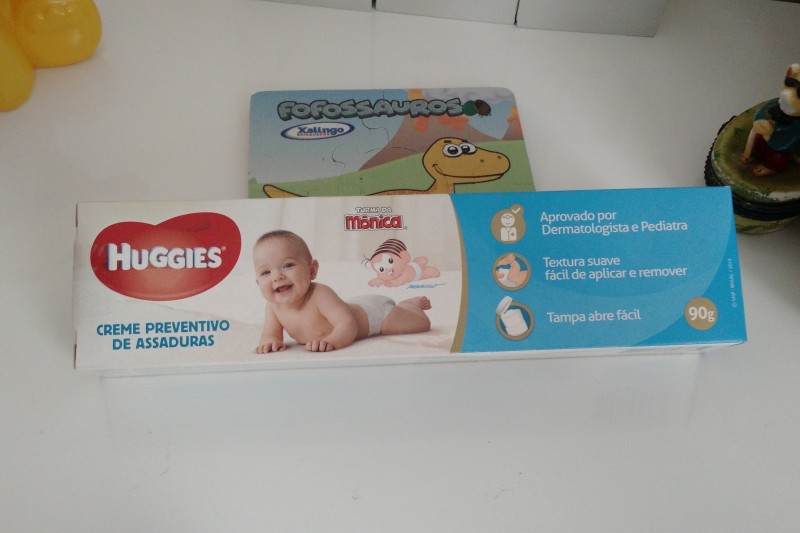 FOFOSSAUROS
Xalingo
HUGGIES
CREME PREVENTIVO
DE ASSADURAS
TURMA DA
Mônica
Aprovado por
Dermatologista e Pediatra
Textura suave
fácil de aplicar e remover
Tampa abre fácil
90g